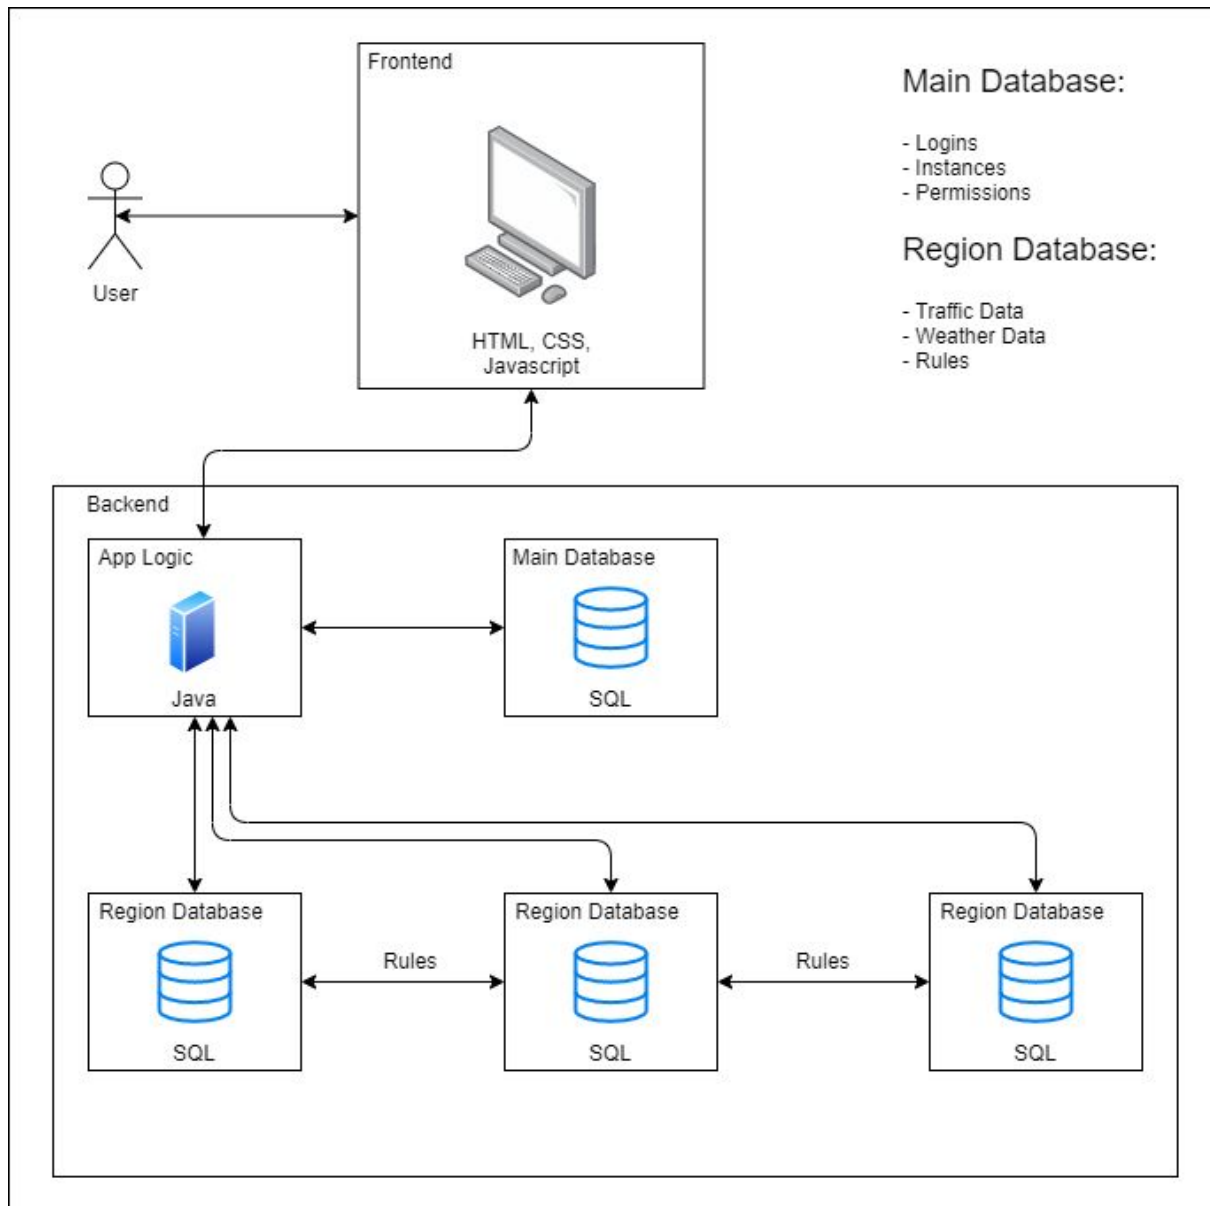 Frontend
HTML, CSS,
Javascript
User
Main Database:
- Logins
- Instances
- Permissions
Region Database:
- Traffic Data
- Weather Data
- Rules
Backend
App Logic
Java
Main Database
SQL
Region Database
SQL
Rules
Region Database
SQL
Rules
Region Database
SQL